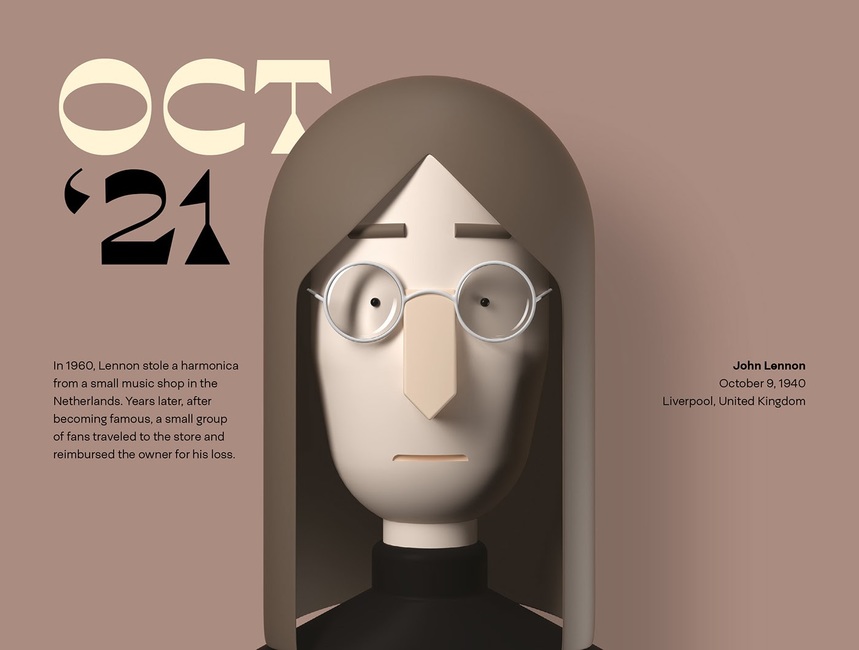 OCT
‘21
In 1960, Lennon stole a harmonica
from a small music shop in the
Netherlands. Years later, after
becoming famous, a small group
of fans traveled to the store and
reimbursed the owner for his loss.
John Lennon
October 9, 1940
Liverpool, United Kingdom